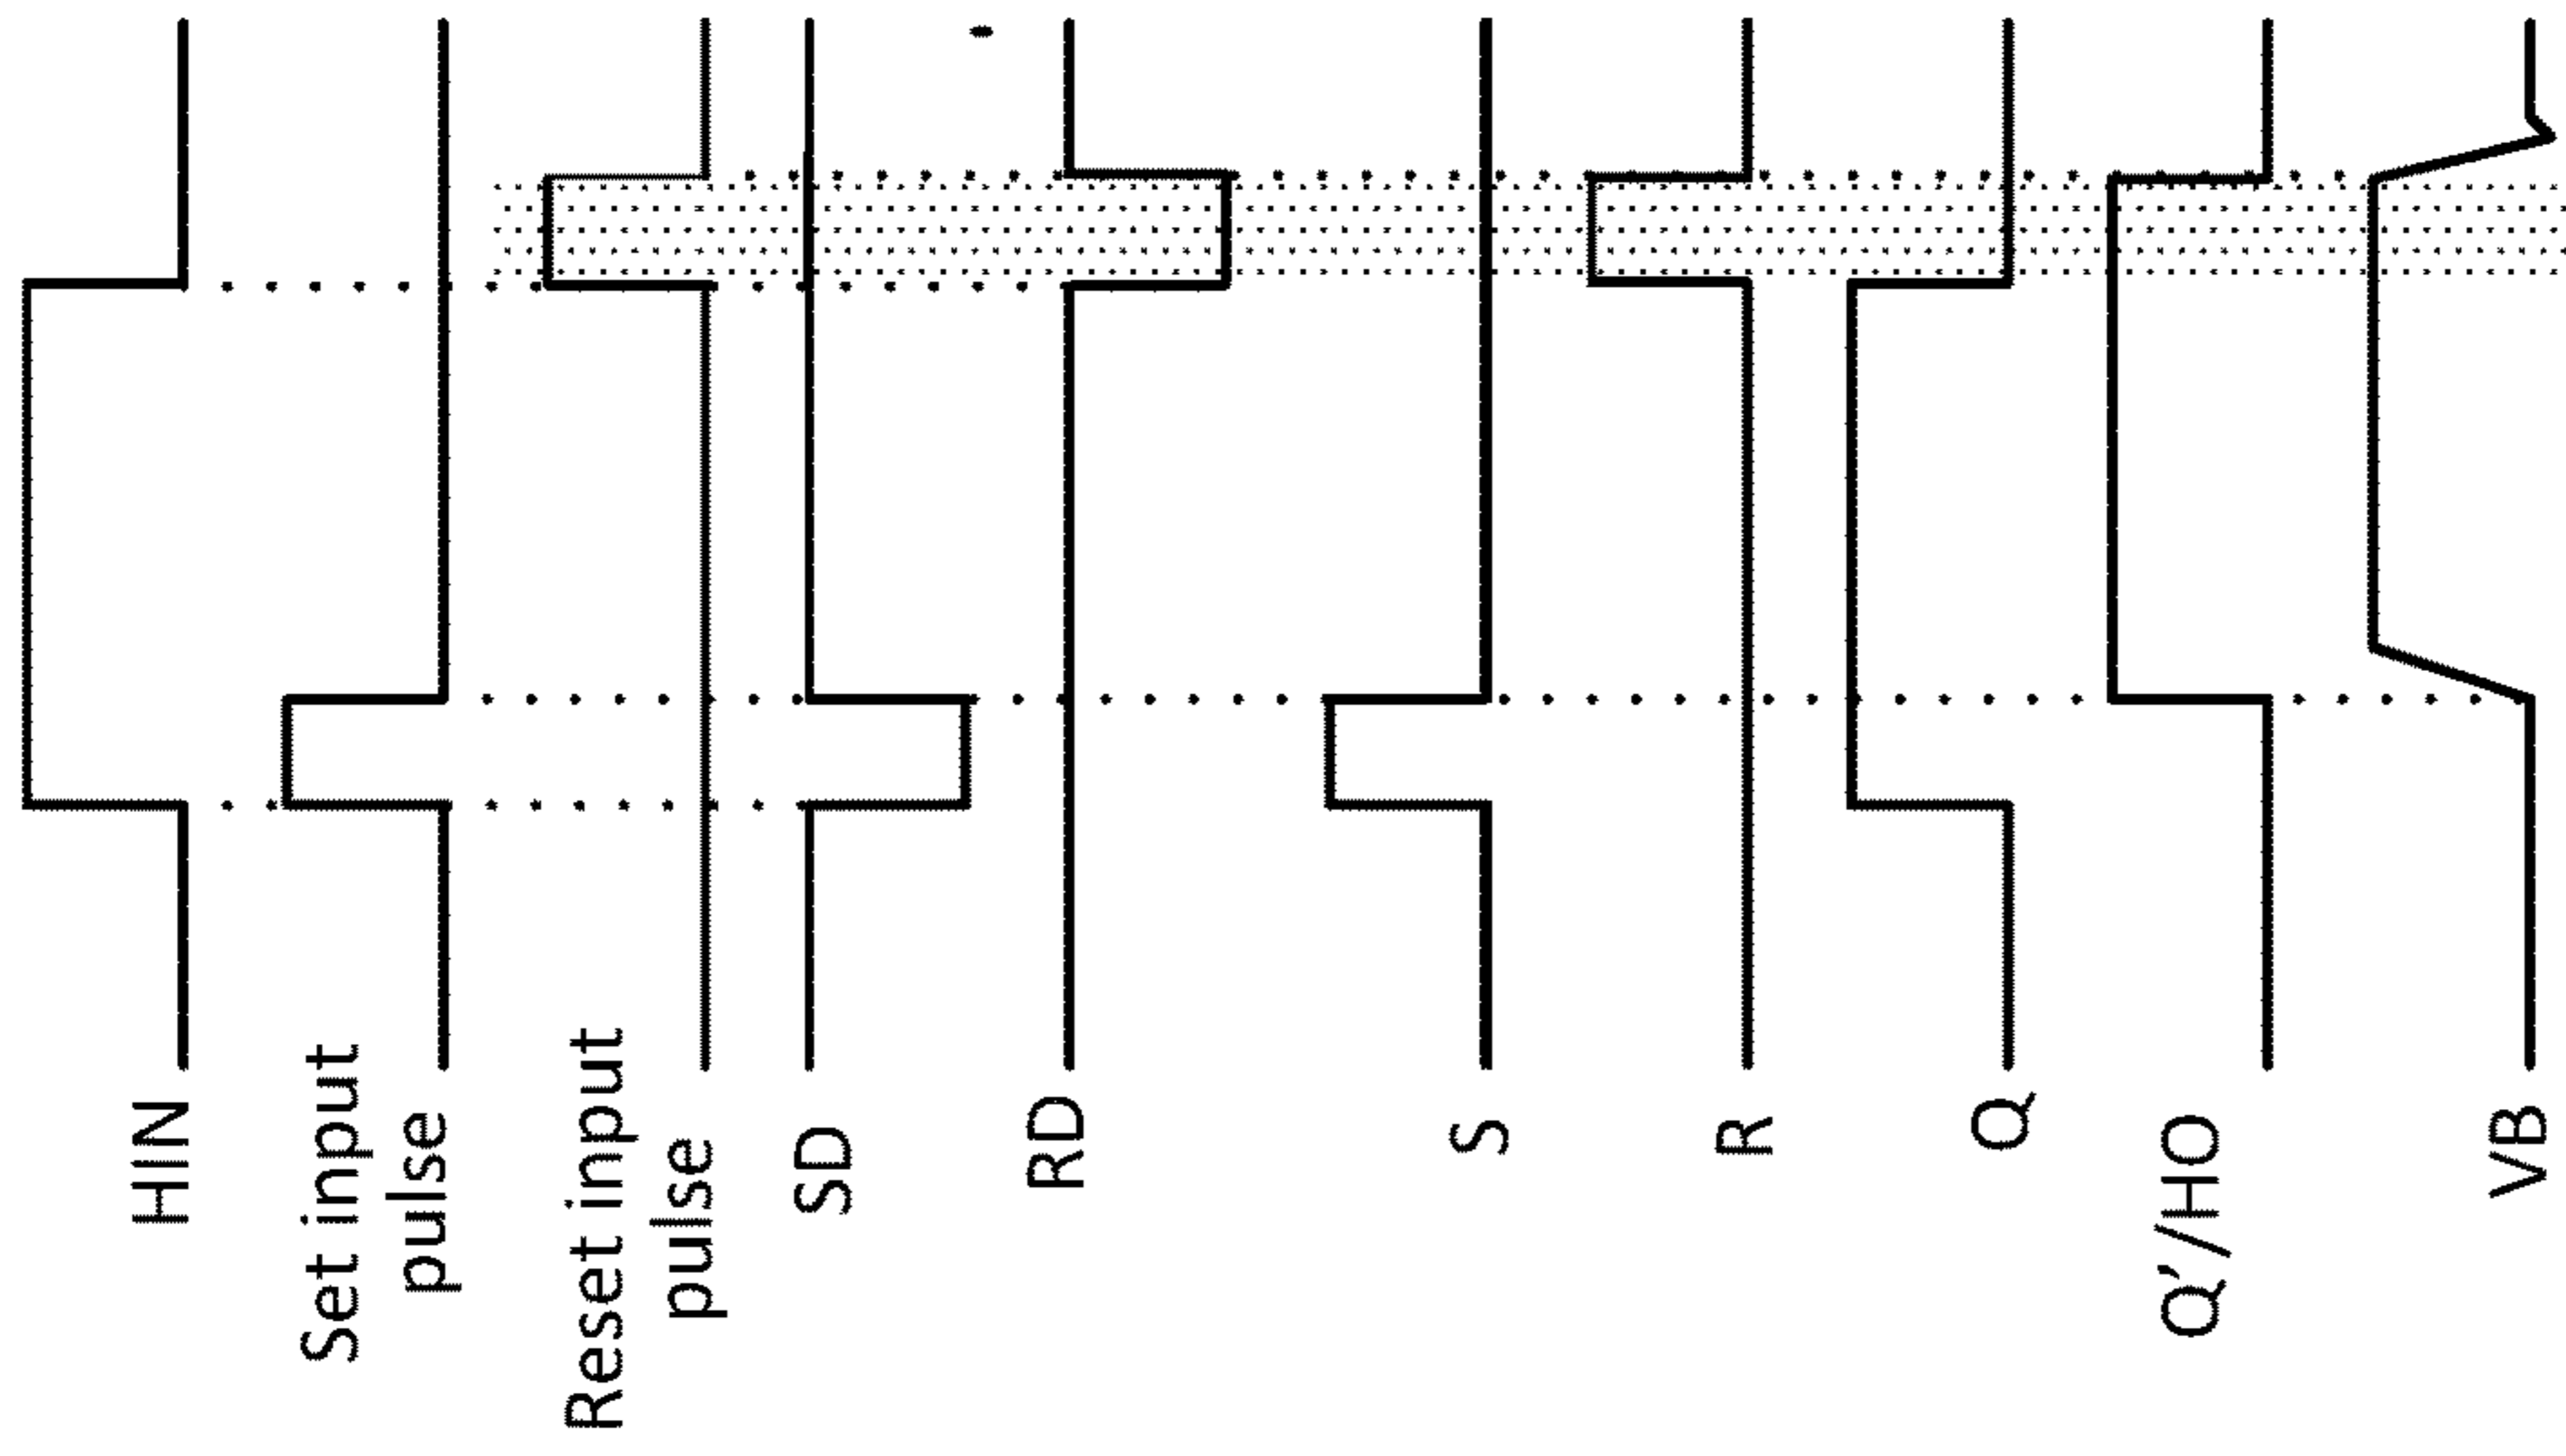 HIN
Set input
pulse
Reset input
pulse
SD
RD
S
R
Q
Q’/HO
VB